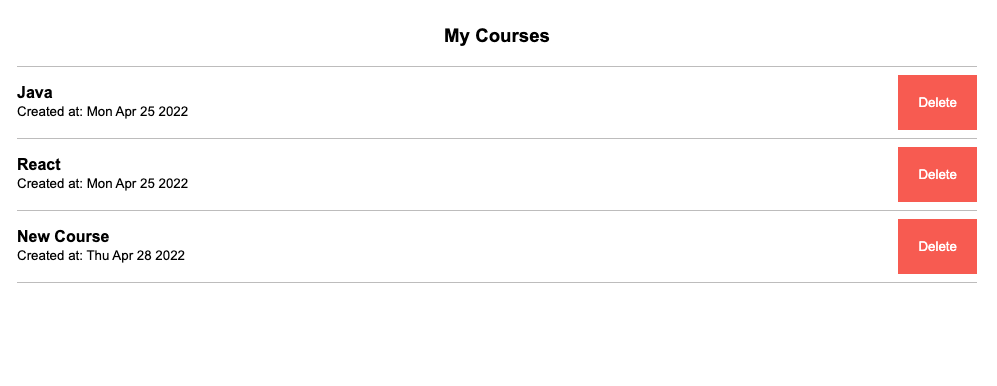 My Courses
Java
Created at: Mon Apr 25 2022
Delete
React
Created at: Mon Apr 25 2022
Delete
New Course
Created at: Thu Apr 28 2022
Delete